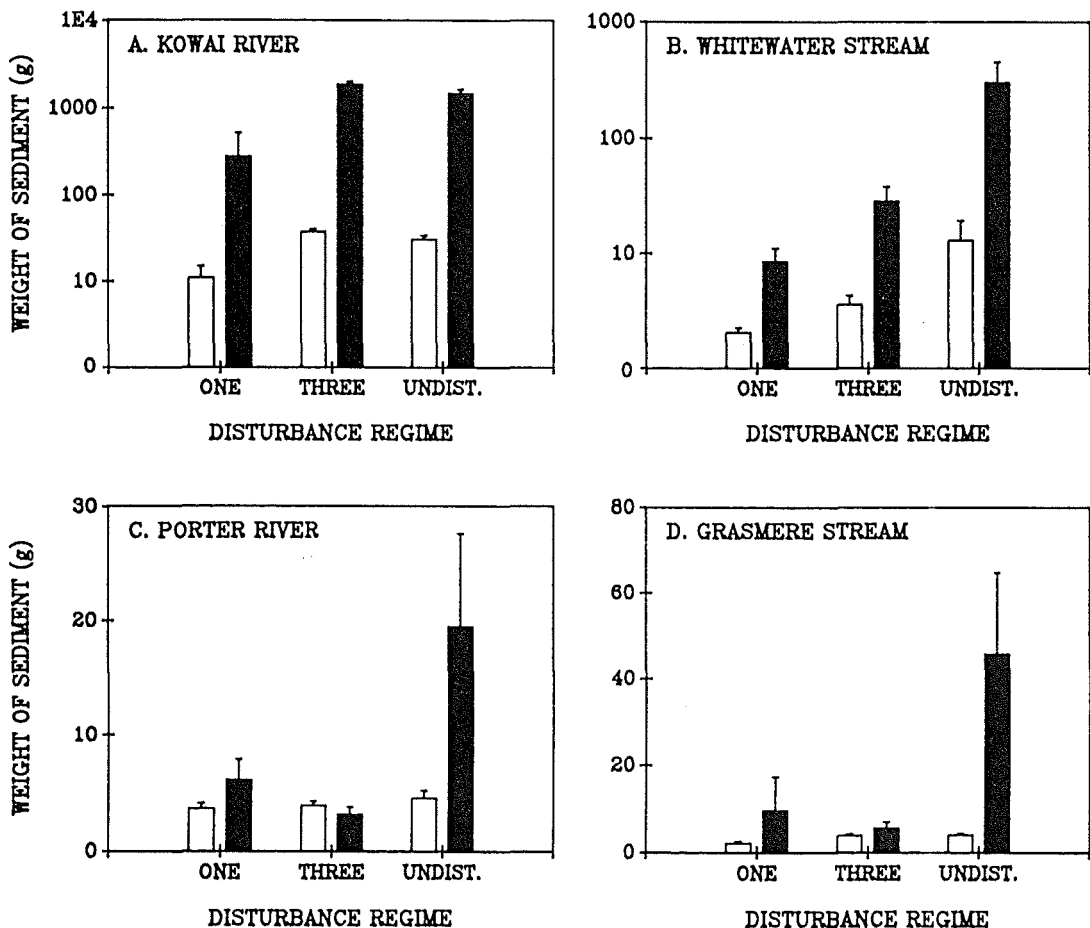 A. KOWAI RIVER
WEIGHT OF SEDIMENT (g)
1E4
1000
100
10
0
ONE THREE UNDIST.
DISTURBANCE REGIME
B. WHITEWATER STREAM
1000
100
10
0
ONE THREE UNDIST.
DISTURBANCE REGIME
C. PORTER RIVER
WEIGHT OF SEDIMENT (g)
30
20
10
0
ONE THREE UNDIST.
DISTURBANCE REGIME
D. GRASMERE STREAM
80
60
40
20
0
ONE THREE UNDIST.
DISTURBANCE REGIME